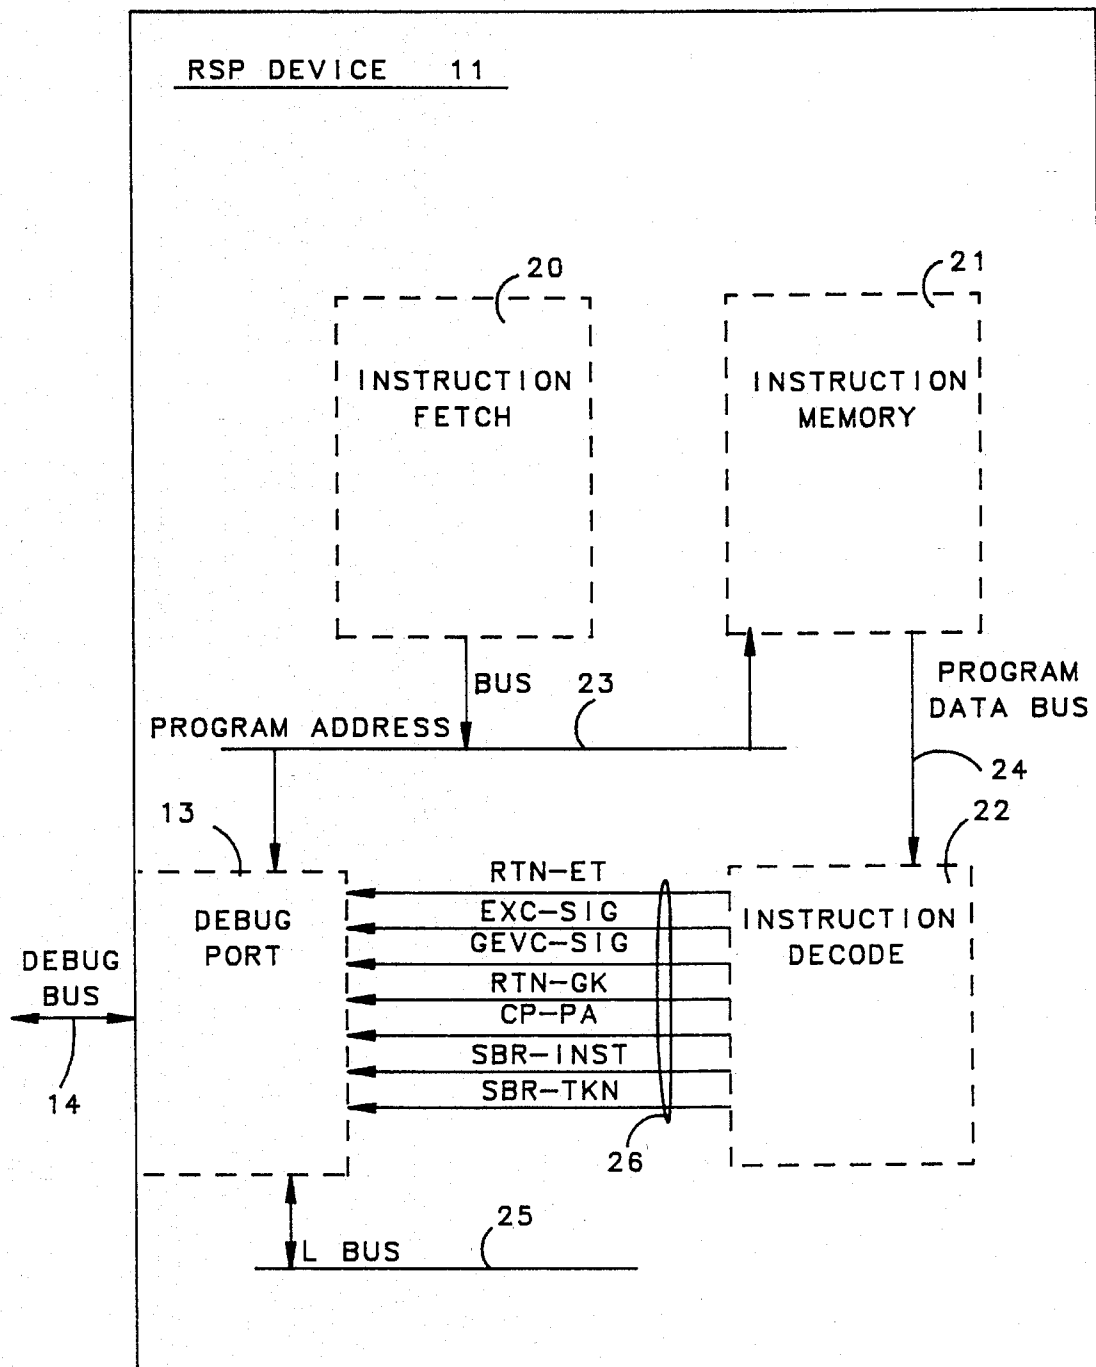 RSP DEVICE 11
20
21
INSTRUCTION
FETCH
INSTRUCTION
MEMORY
BUS
23
PROGRAM ADDRESS
PROGRAM
DATA BUS
24
13
22
DEBUG
PORT
RTN-ET
EXC-SIG
GEVC-SIG
RTN-GK
CP-PA
SBR-INST
SBR-TKN
INSTRUCTION
DECODE
DEBUG
BUS
14
26
25
L BUS